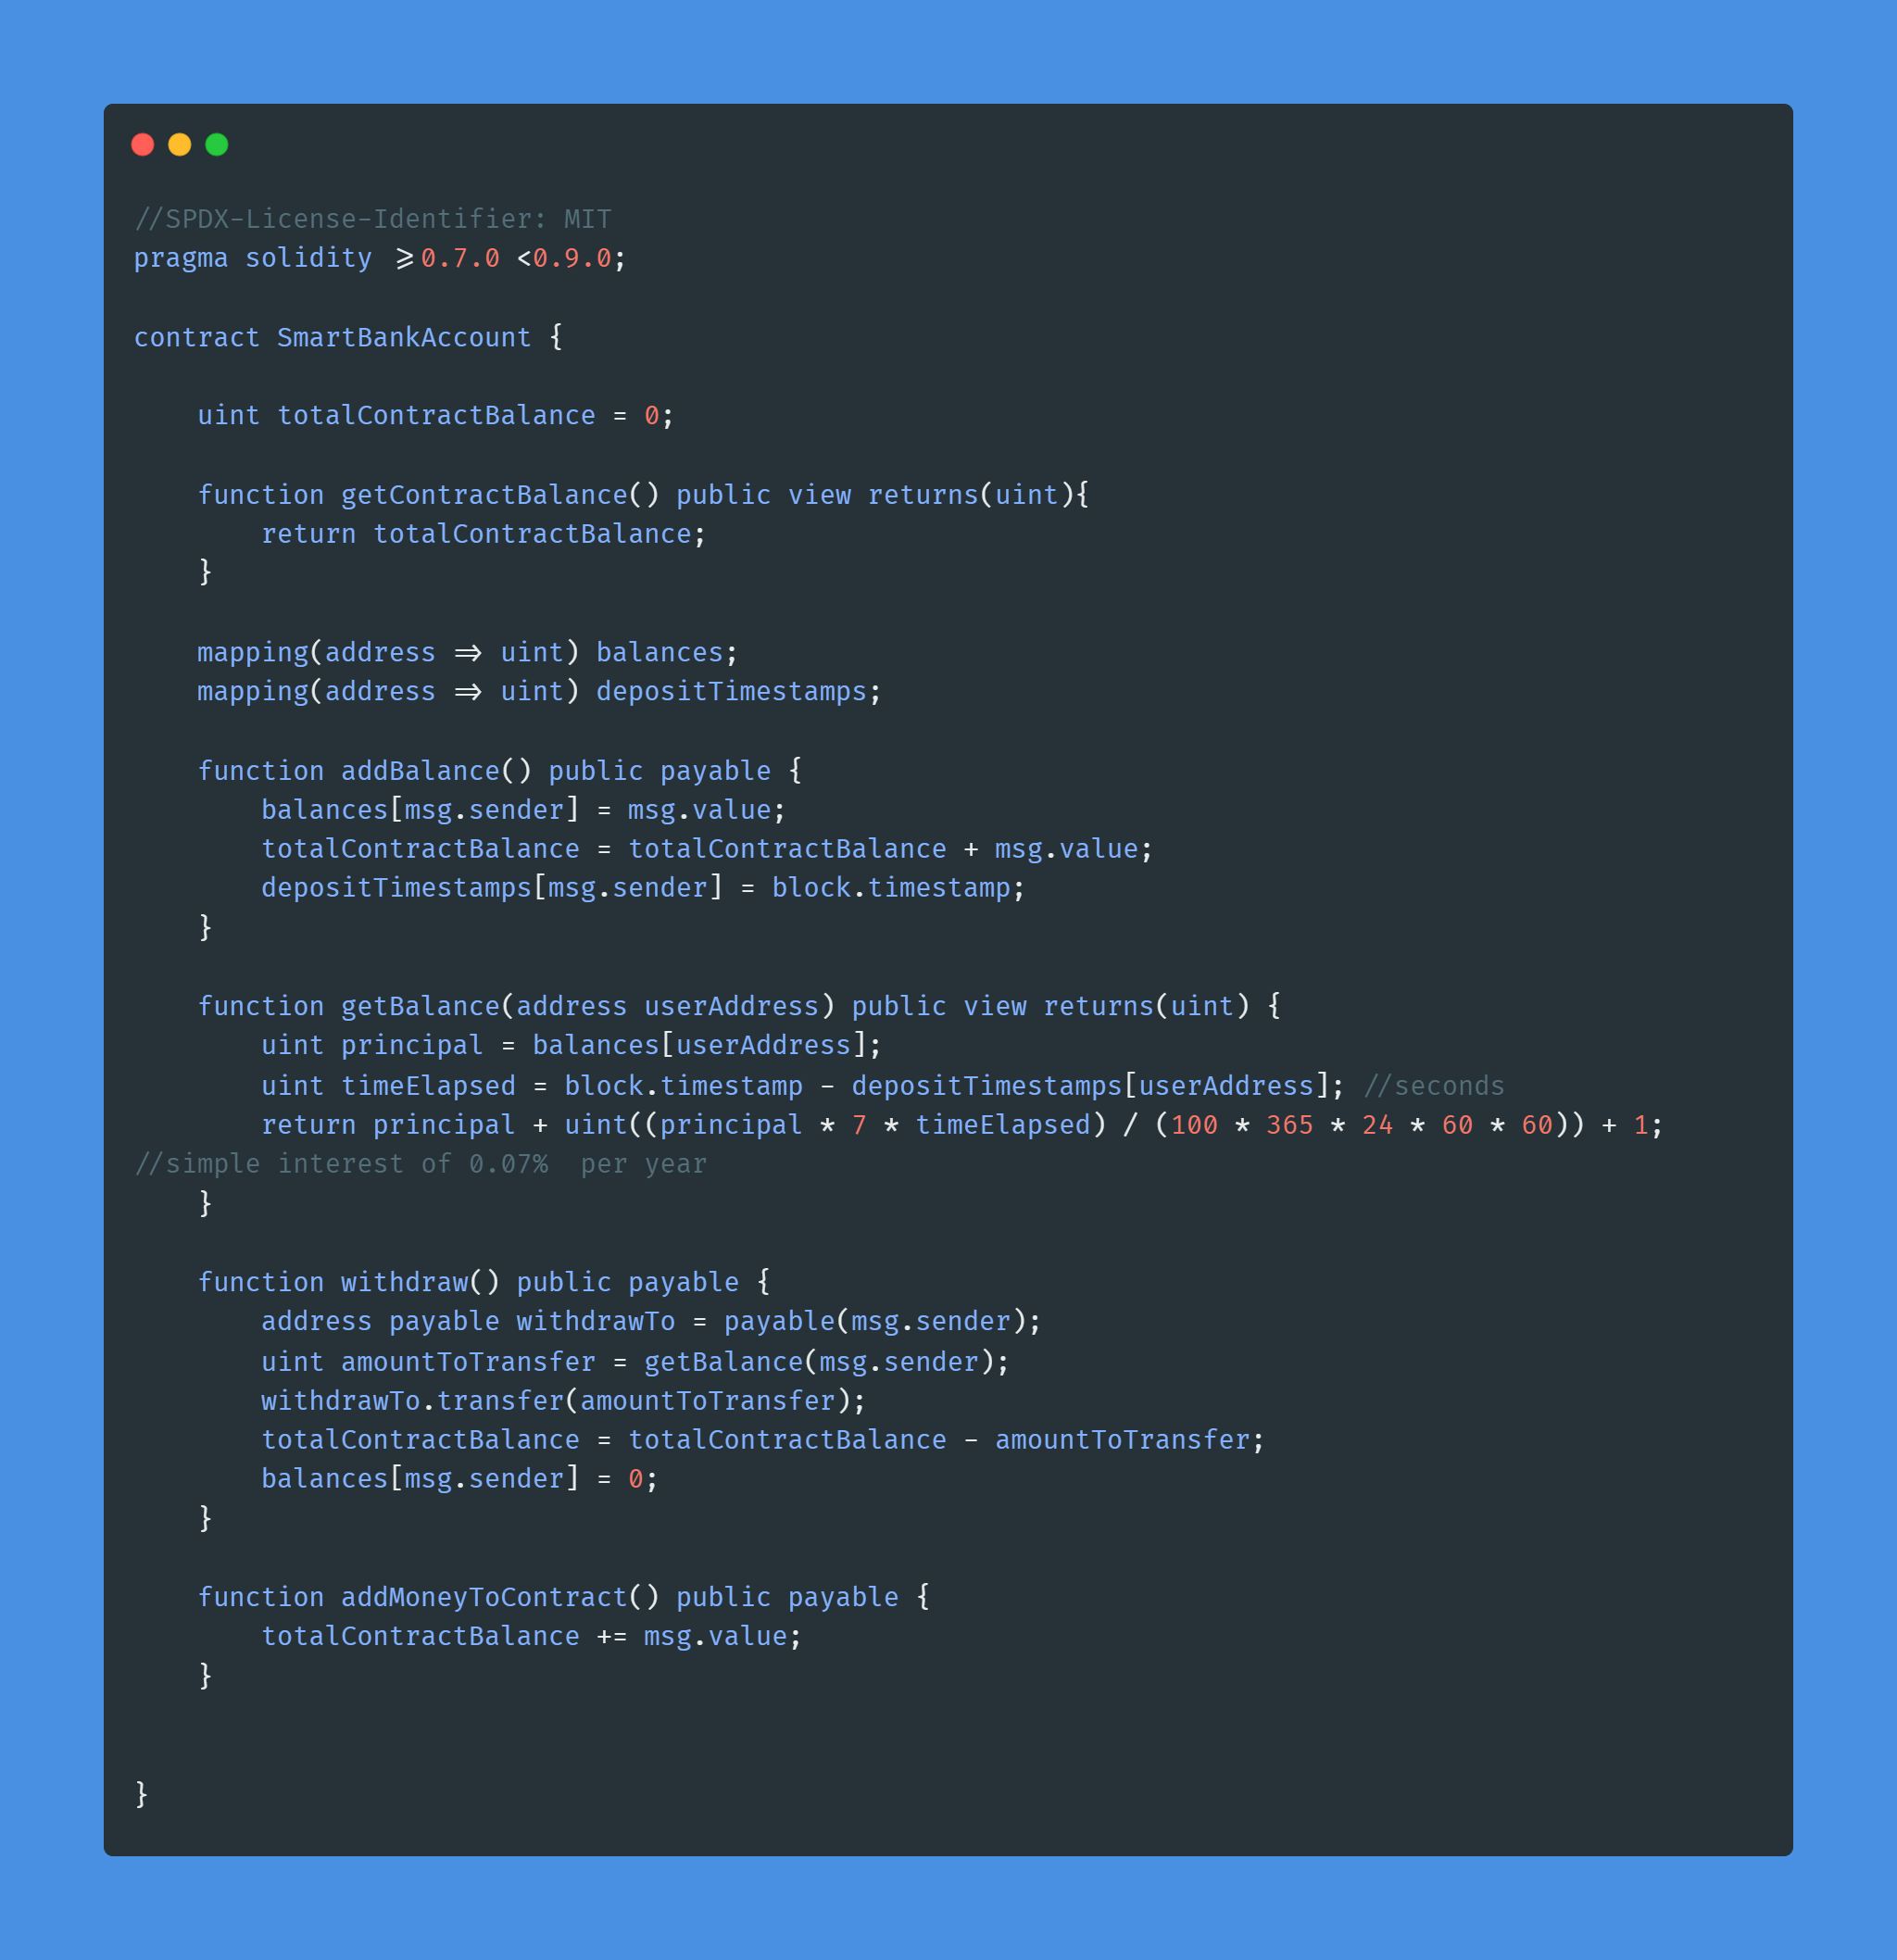 //SPDX-License-Identifier: MIT
pragma solidity >=0.7.0 <0.9.0;

contract SmartBankAccount {

    uint totalContractBalance = 0;

    function getContractBalance() public view returns(uint){
        return totalContractBalance;
    }

    mapping(address => uint) balances;
    mapping(address => uint) depositTimestamps;

    function addBalance() public payable {
        balances[msg.sender] = msg.value;
        totalContractBalance = totalContractBalance + msg.value;
        depositTimestamps[msg.sender] = block.timestamp;
    }

    function getBalance(address userAddress) public view returns(uint) {
        uint principal = balances[userAddress];
        uint timeElapsed = block.timestamp - depositTimestamps[userAddress]; //seconds
        return principal + uint((principal * 7 * timeElapsed) / (100 * 365 * 24 * 60 * 60)) + 1;
//simple interest of 0.07%  per year
    }

    function withdraw() public payable {
        address payable withdrawTo = payable(msg.sender);
        uint amountToTransfer = getBalance(msg.sender);
        withdrawTo.transfer(amountToTransfer);
        totalContractBalance = totalContractBalance - amountToTransfer;
        balances[msg.sender] = 0;
    }

    function addMoneyToContract() public payable {
        totalContractBalance += msg.value;
    }

}